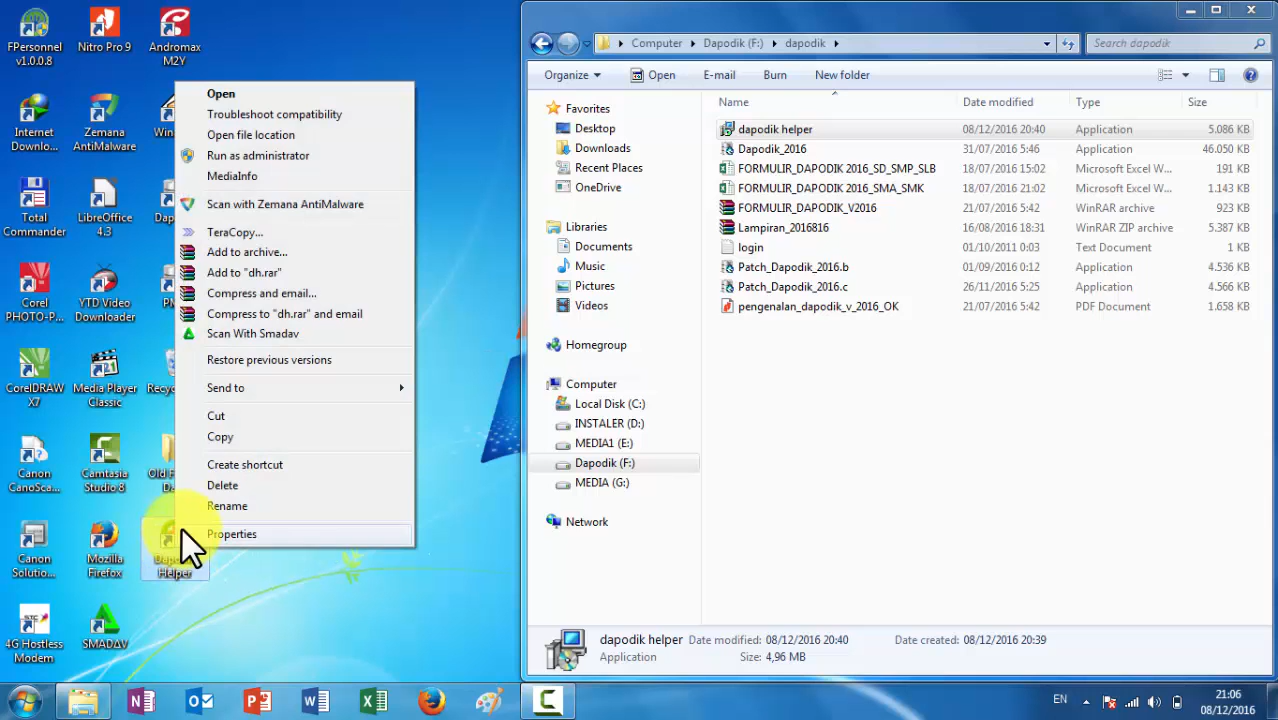 FPersonnel
v1.0.0.8
Nitro Pro 9
Andromax
M2Y
Internet
Downlo...
Zemana
AntiMalware
Total
Commander
LibreOffice
4.3
Corel
PHOTO-P...
YTD Video
Downloader
CorelDRAW
X7
Media Player
Classic
Canon
CanoSca...
Camtasia
Studio 8
Canon
Solutio...
Mozilla
Firefox
Helper
4G Hostless
Modem
SMADΔV
Open
Troubleshoot compatibility
Open file location
Run as administrator
MediaInfo
Scan with Zemana AntiMalware
TeraCopy...
Add to archive...
Add to "dh.rar"
Compress and email...
Compress to "dh.rar" and email
Scan With Smadav
Restore previous versions
Send to
Cut
Copy
Create shortcut
Delete
Rename
Properties
Computer Dapodik (F:) dapodik Search dapodik
Organize Open E-mail Burn New folder
Favorites
Desktop
Downloads
Recent Places
OneDrive
Libraries
Documents
Music
Pictures
Videos
Homegroup
Computer
Local Disk (C:)
INSTALER (D:)
MEDIA1 (E:)
Dapodik (F:)
MEDIA (G:)
Network
Name Date modified Type Size
dapodik helper 08/12/2016 20:40 Application 5.086 KB
Dapodik_2016 31/07/2016 5:46 Application 46.050 KB
FORMULIR_DAPODIK 2016_SD_SMP_SLB 18/07/2016 15:02 Microsoft Excel W... 191 KB
FORMULIR_DAPODIK 2016_SMA_SMK 18/07/2016 21:02 Microsoft Excel W... 1.143 KB
FORMULIR_DAPODIK_V2016 21/07/2016 5:42 WinRAR archive 923 KB
Lampiran_2016816 16/08/2016 18:31 WinRAR ZIP archive 5.387 KB
login 01/10/2011 0:03 Text Document 1 KB
Patch_Dapodik_2016.b 01/09/2016 0:12 Application 4.536 KB
Patch_Dapodik_2016.c 26/11/2016 5:25 Application 4.566 KB
pengenalan_dapodik_v_2016_OK 21/07/2016 5:42 PDF Document 1.658 KB
dapodik helper Date modified: 08/12/2016 20:40 Date created: 08/12/2016 20:39
Application Size: 4,96 MB
EN
21:06
08/12/2016